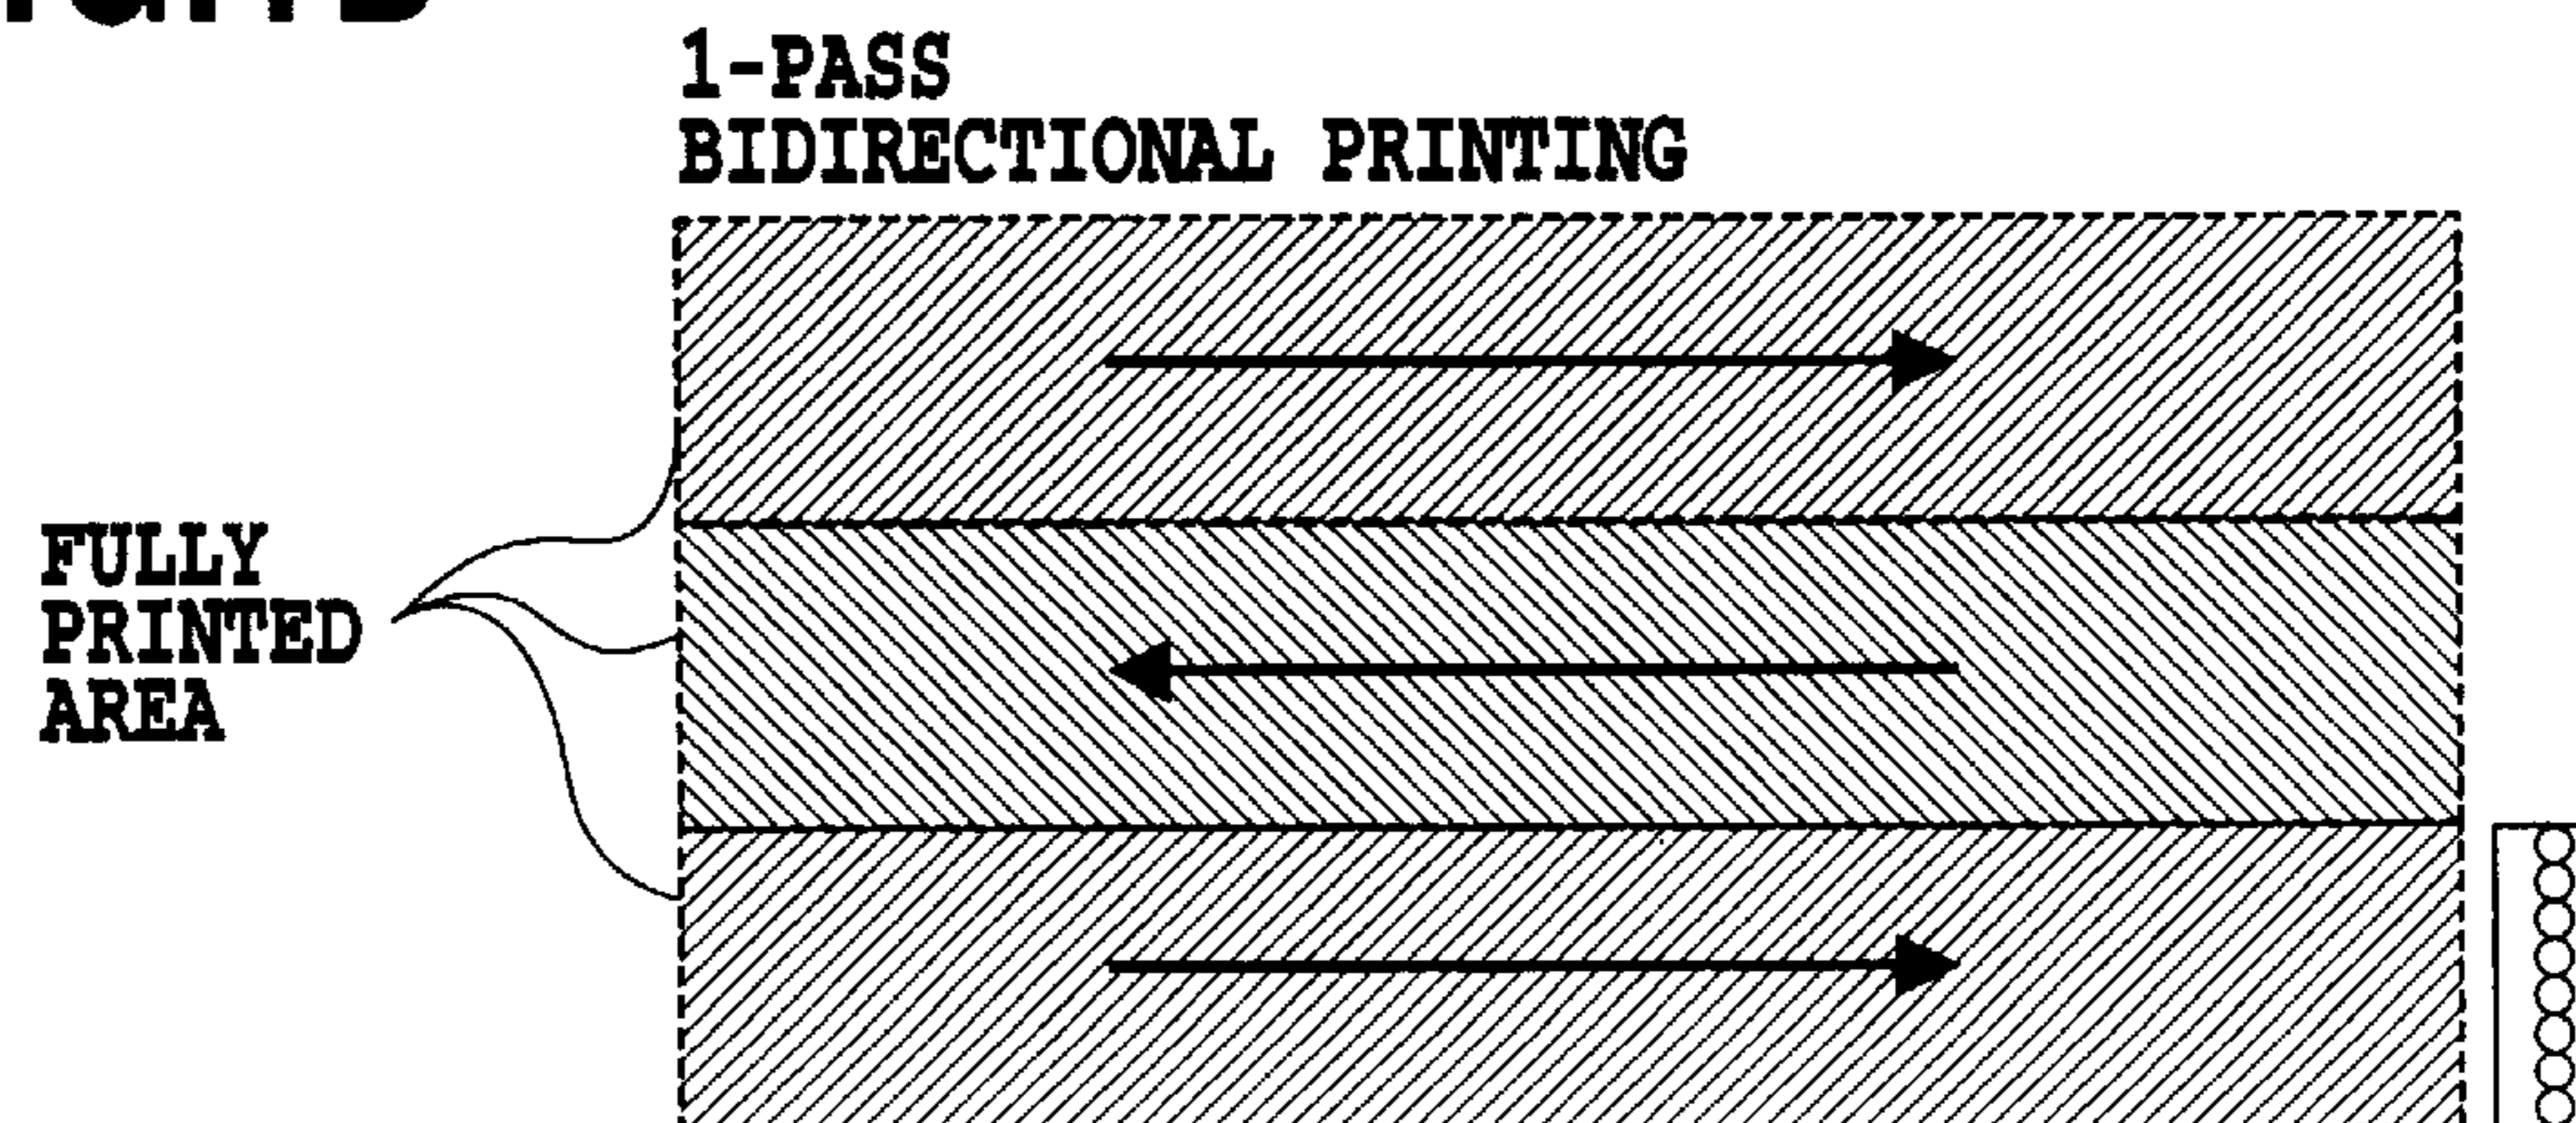 1-PASS
BIDIRECTIONAL PRINTING
FULLY
PRINTED
AREA